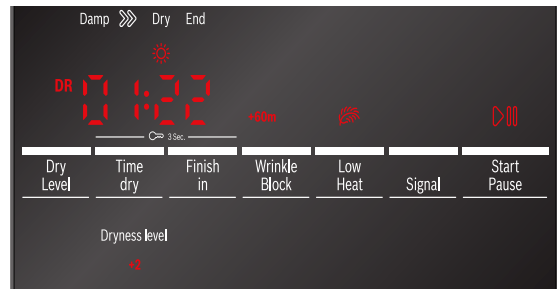 Damp Dry End
DR 01:22
+60m
3 Sec.
Dry Level
Time dry
Finish in
Wrinkle Block
Low Heat
Signal
Start Pause
Dryness level
+2